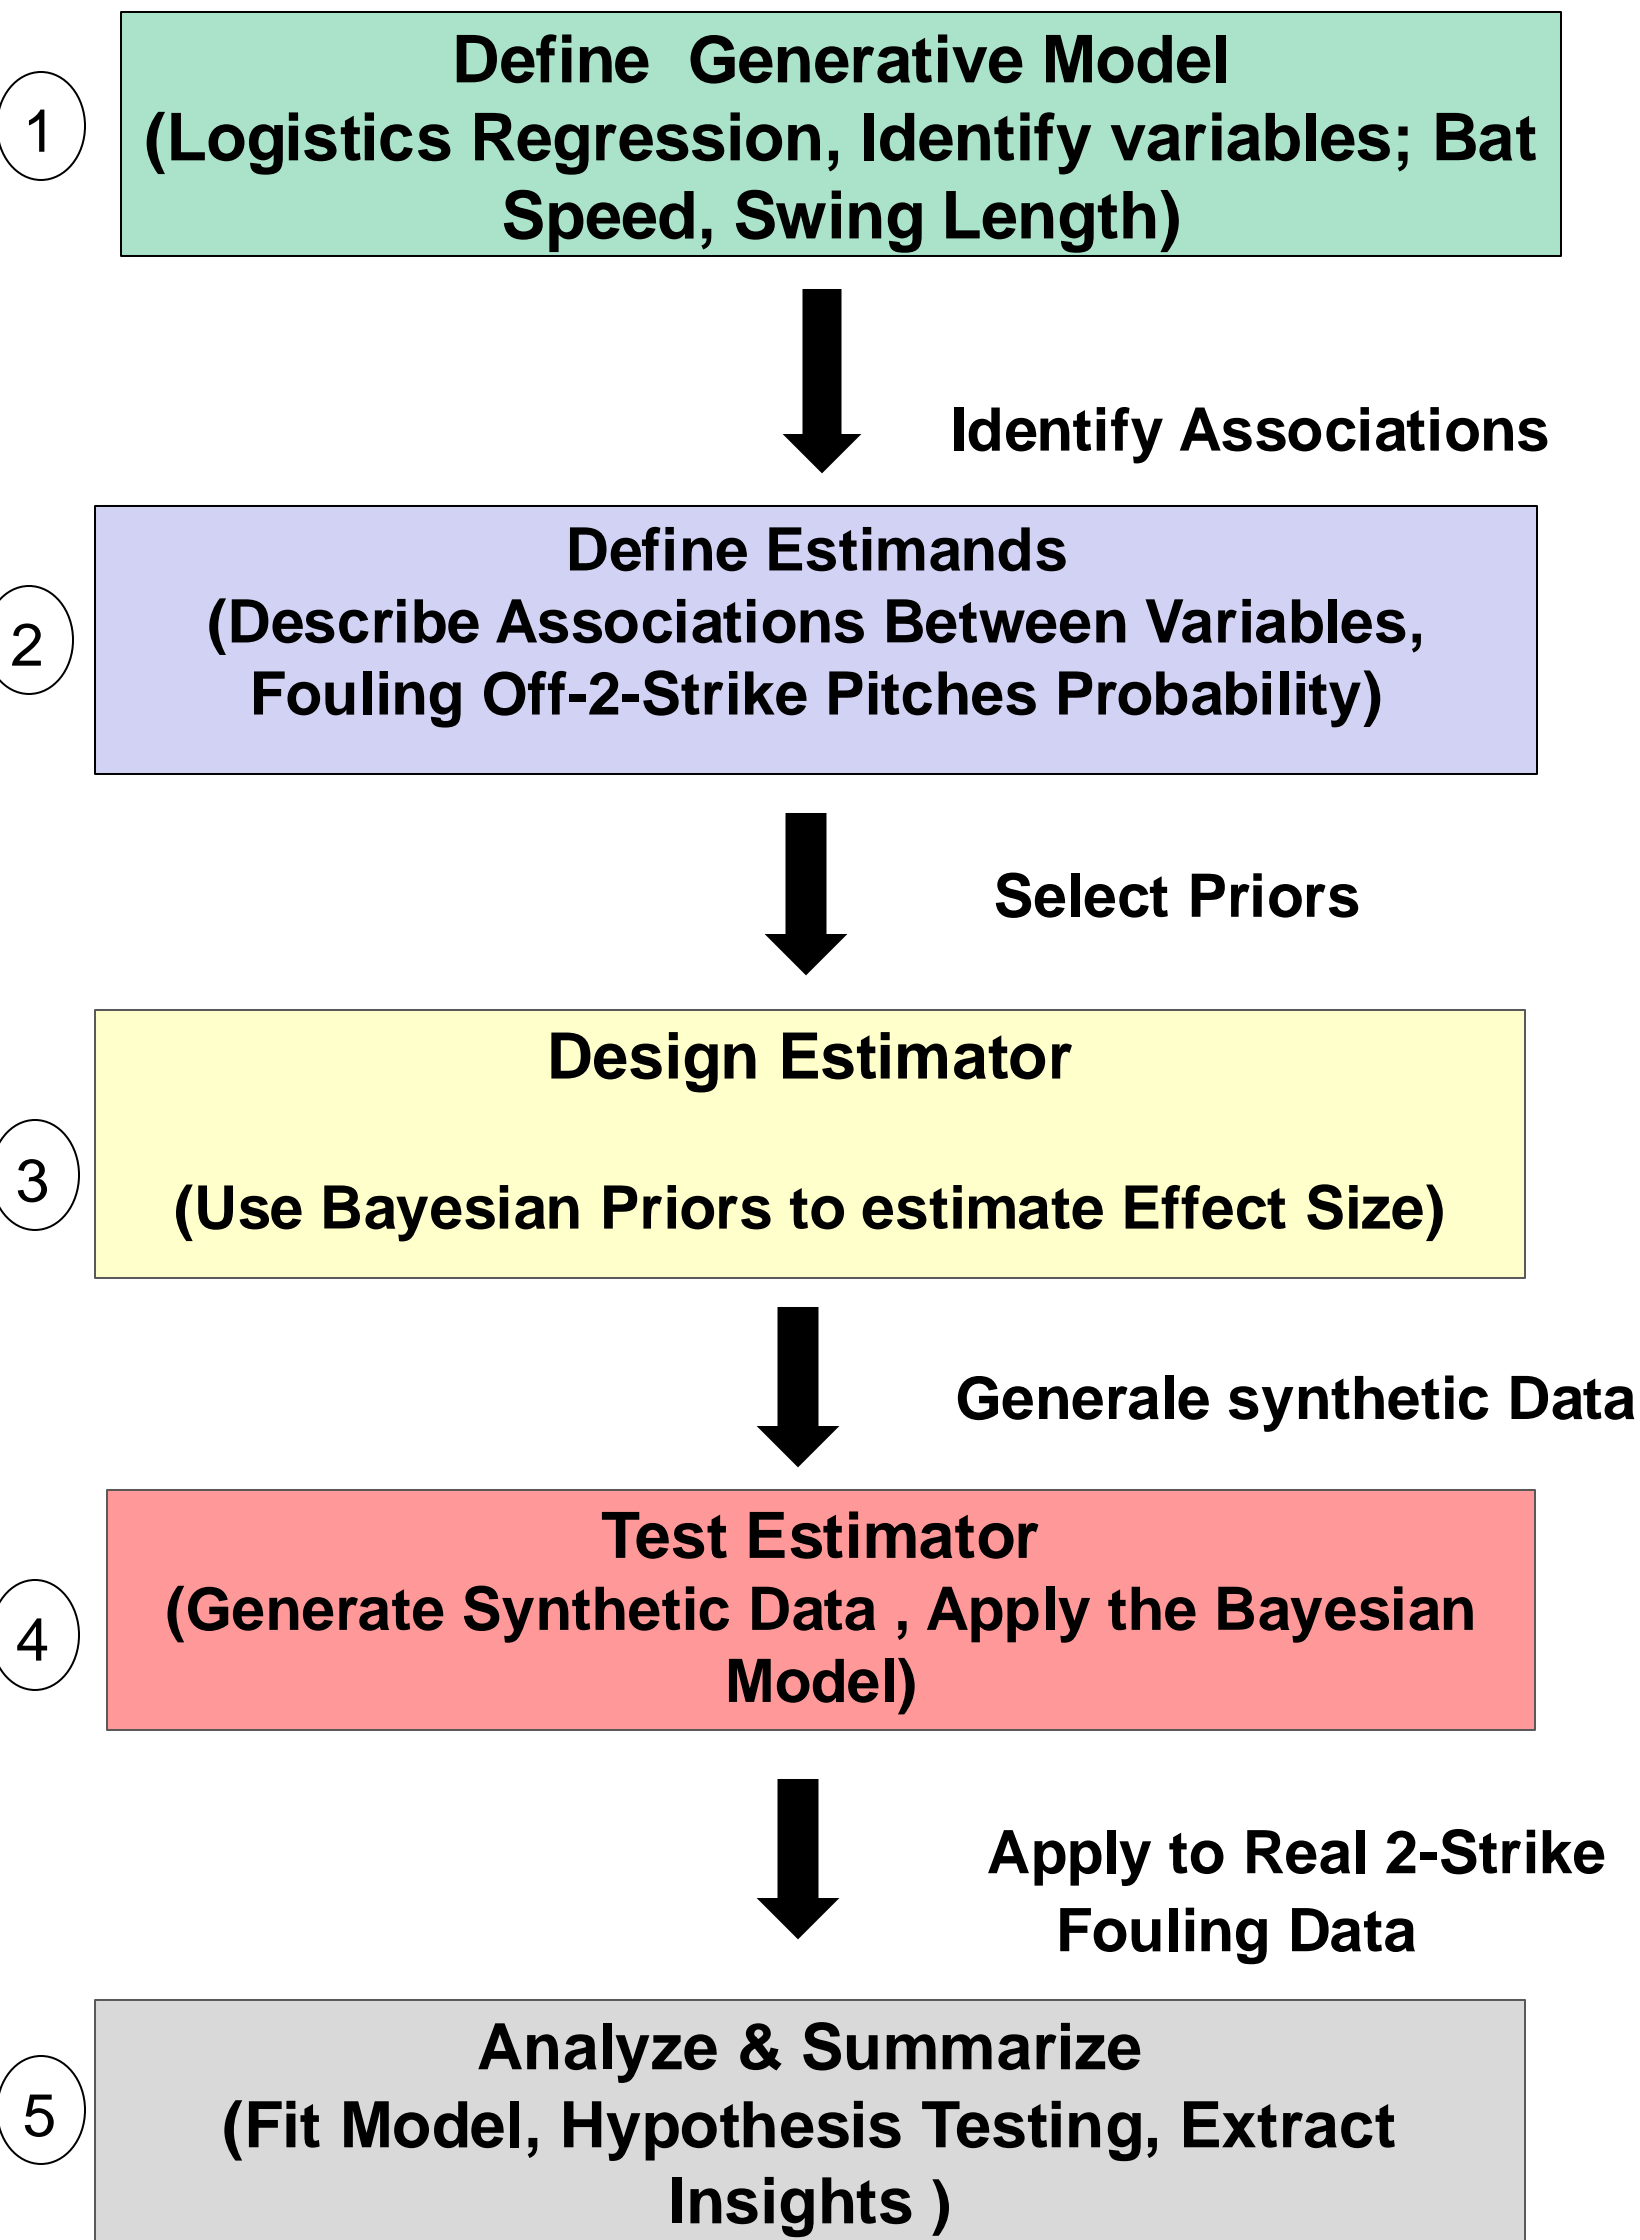 Define  Generative Model
1
(Logistics Regression, Identify variables; Bat
Speed, Swing Length)
Identify Associations
Define Estimands
(Describe Associations Between Variables,
2
Fouling Off-2-Strike Pitches Probability)
Select Priors
Design Estimator
3
(Use Bayesian Priors to estimate Effect Size)
Generale synthetic Data
Test Estimator
(Generate Synthetic Data , Apply the Bayesian
4
Model)
Apply to Real 2-Strike
Fouling Data
Analyze & Summarize
5
(Fit Model, Hypothesis Testing, Extract
Insights )